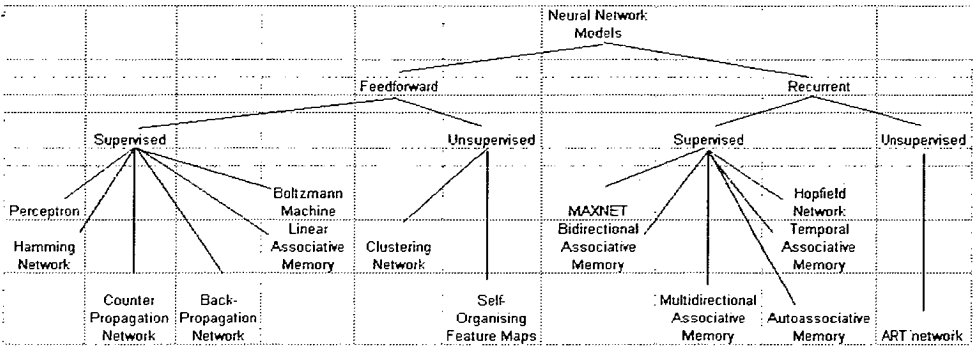 Neural Network
Models
Feedforward
Recurrent
Supervised
Unsupervised
Supervised
Unsupervised
Perceptron
Hamming
Network
Counter
Propagation
Network
Back-
Propagation
Network
Boltzmann
Machine
Linear
Associative
Memory
Clustering
Network
Self-
Organising
Feature Maps
MAXNET
Bidirectional
Associative
Memory
Multidirectional
Associative
Memory
Autoassociative
Memory
Hopfield
Network
Temporal
Associative
Memory
ART network